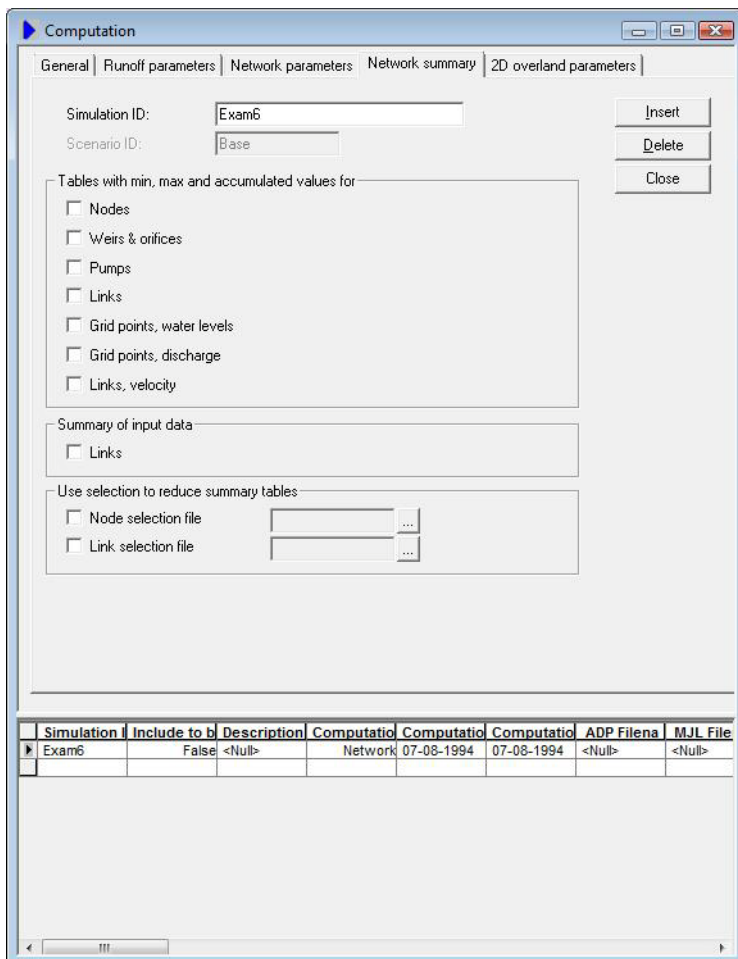 Computation
General Runoff parameters Network parameters Network summary 2D overland parameters
Simulation ID: Exam6 Insert
Scenario ID: Base Delete
Close
Tables with min, max and accumulated values for
Nodes
Weirs & orifices
Pumps
Links
Grid points, water levels
Grid points, discharge
Links, velocity
Summary of input data
Links
Use selection to reduce summary tables
Node selection file ...
Link selection file ...
Simulation I Include to b Description Computatio Computatio Computatio ADP Filena MJL File
Exam6 False <Null> Network 07-08-1994 07-08-1994 <Null> <Null>